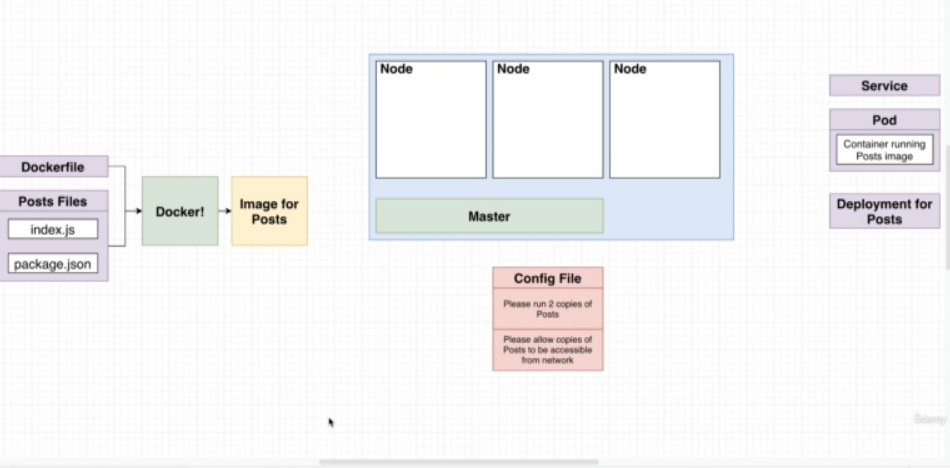 Dockerfile
Posts Files
index.js
package.json
Docker!
Image for
Posts
Node
Node
Node
Master
Config File
Please run 2 copies of
Posts
Please allow copies of
Posts to be accessible
from network
Service
Pod
Container running
Posts image
Deployment for
Posts
Udemy